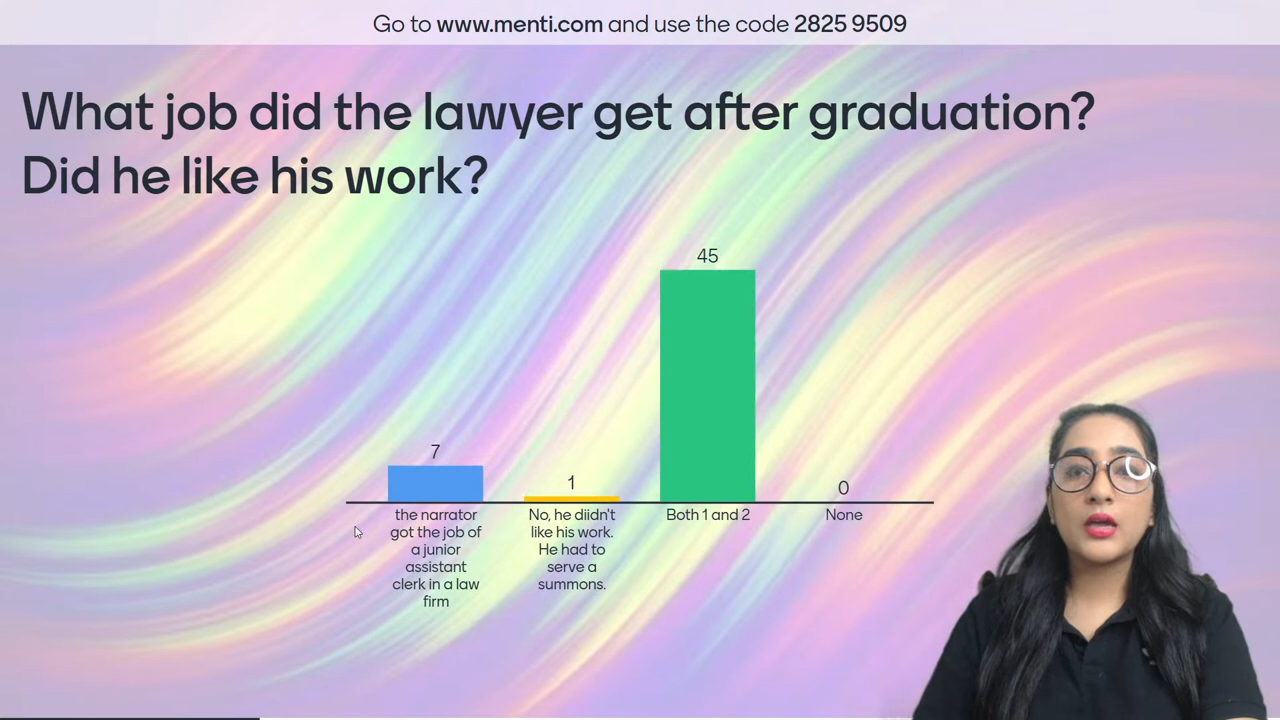 Go to www.menti.com and use the code 2825 9509
What job did the lawyer get after graduation?
Did he like his work?
45
7
1
0
the narrator
got the job of
a junior
assistant
clerk in a law
firm
No, he diidn't
like his work.
He had to
serve a
summons.
Both 1 and 2
None